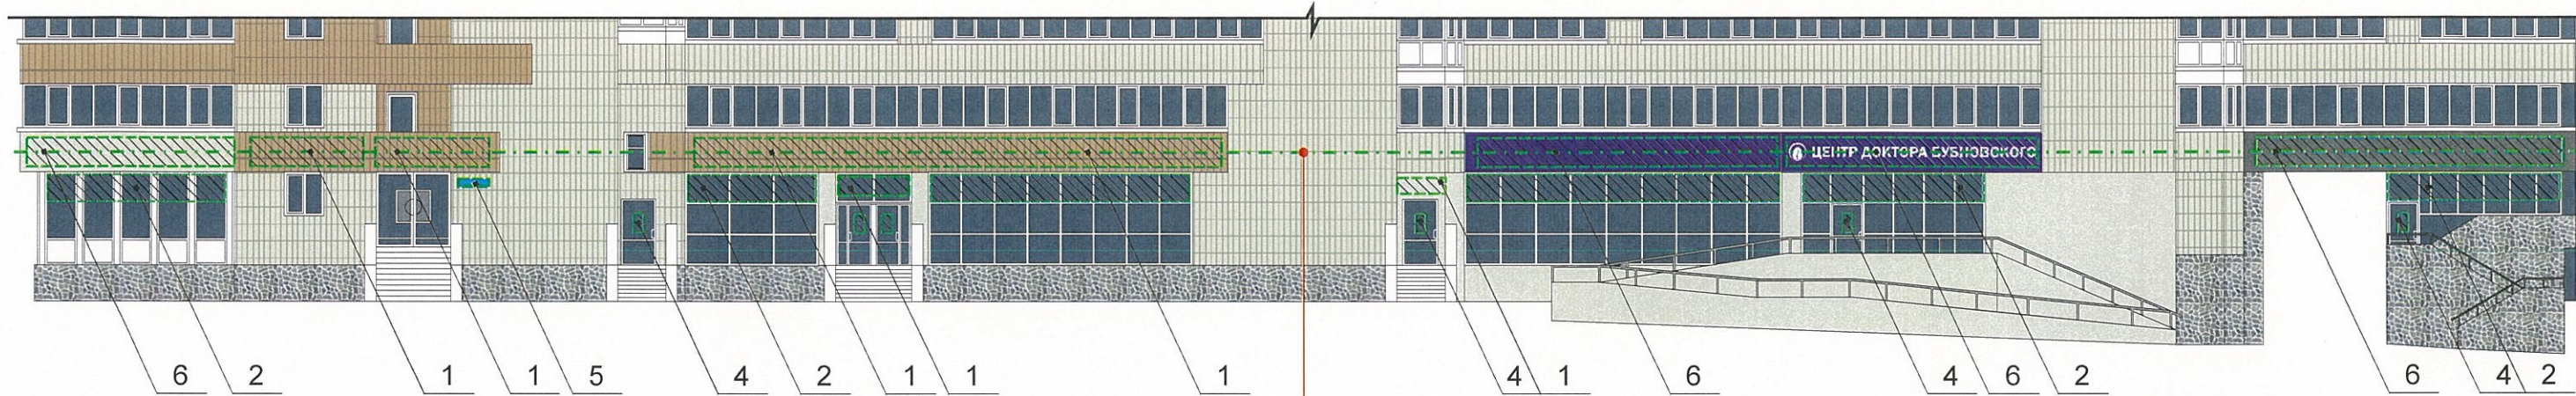 ЦЕНТР ДОКТОРА БУБНОВСКОГО
6 2 1 1 5 4 2 1 1 1 4 1 6 4 6 2 6 4 2